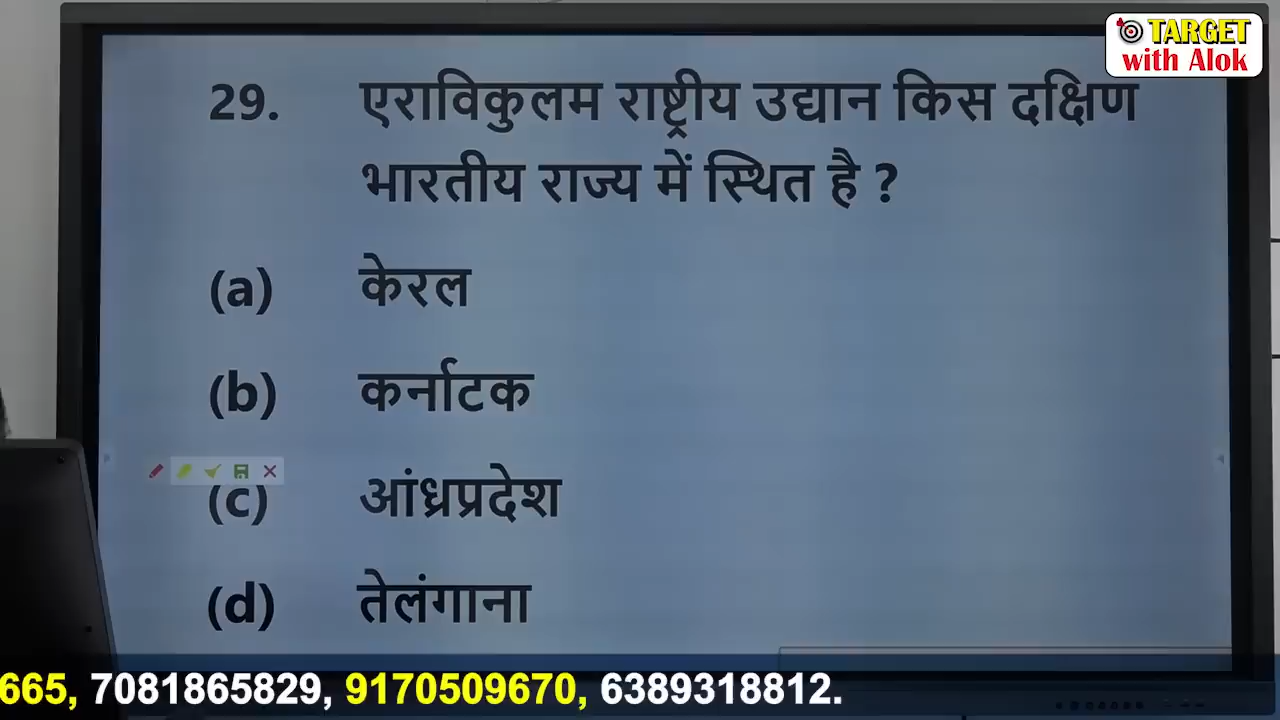 TARGET
with Alok
29. एराविकुलम राष्ट्रीय उद्यान किस दक्षिण
भारतीय राज्य में स्थित है ?
(a) केरल
(b) कर्नाटक
(c) आंध्रप्रदेश
(d) तेलंगाना
665, 7081865829, 9170509670, 6389318812.